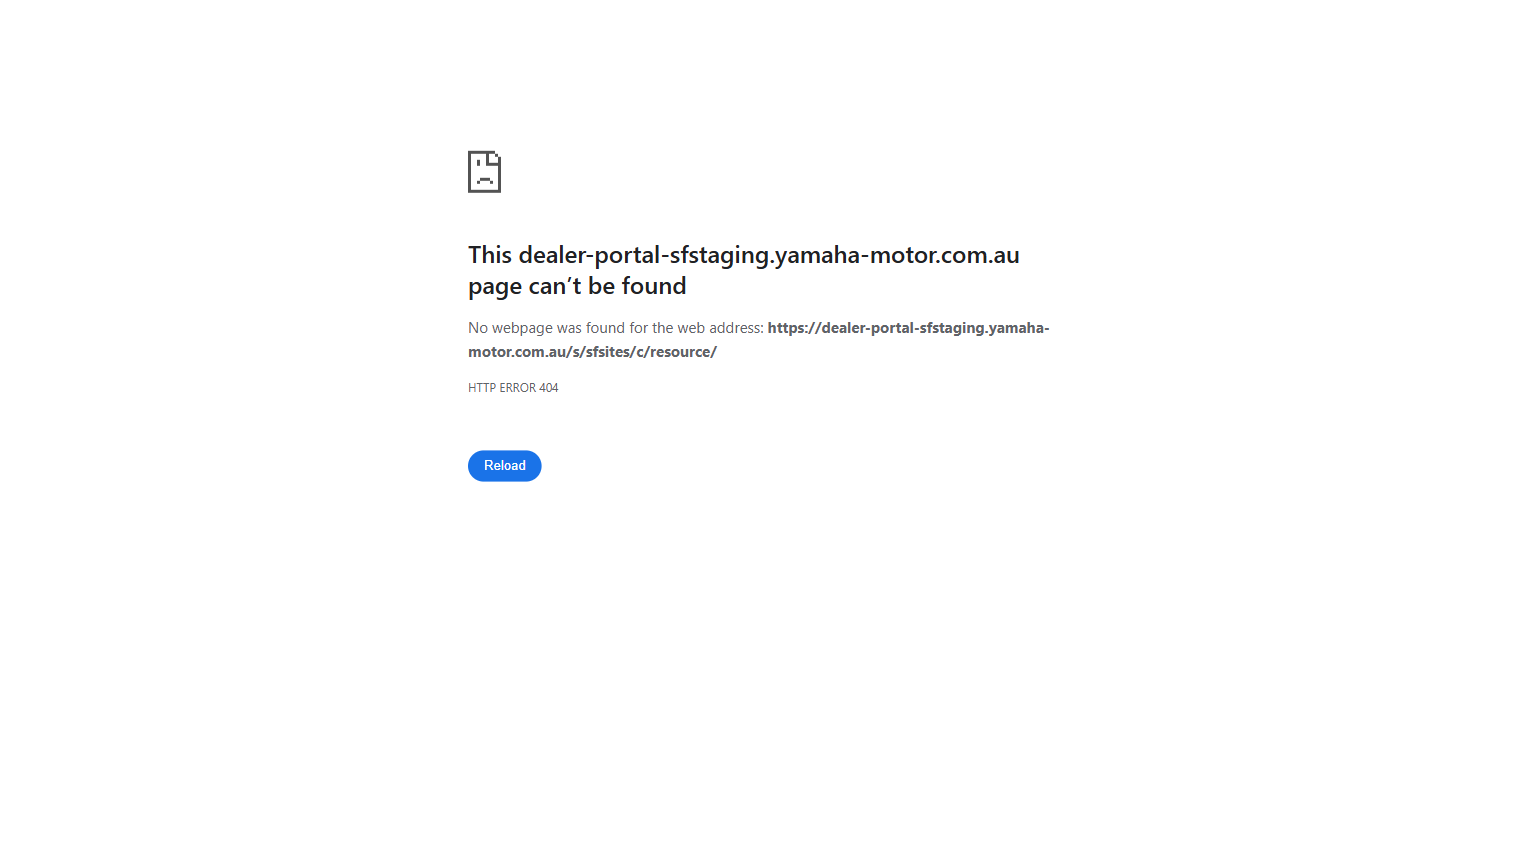 This dealer-portal-sfstaging.yamaha-motor.com.au
page can’t be found
No webpage was found for the web address: https://dealer-portal-sfstaging.yamaha-
motor.com.au/s/sfsites/c/resource/
HTTP ERROR 404
Reload